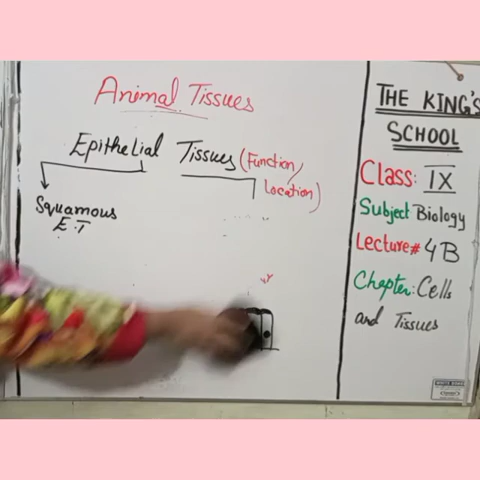 Animal Tissues
Epithelial Tissues (Function/
Location)
Squamous
E.T
THE KING'S
SCHOOL
Class: IX
Subject Biology
Lecture# 4B
Chapter: Cells
and Tissues